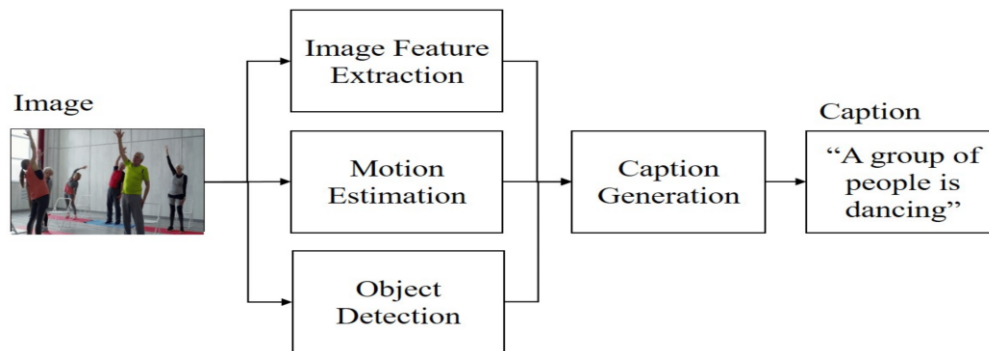 Image
Image Feature
Extraction
Motion
Estimation
Object
Detection
Caption
Generation
Caption
“A group of
people is
dancing”